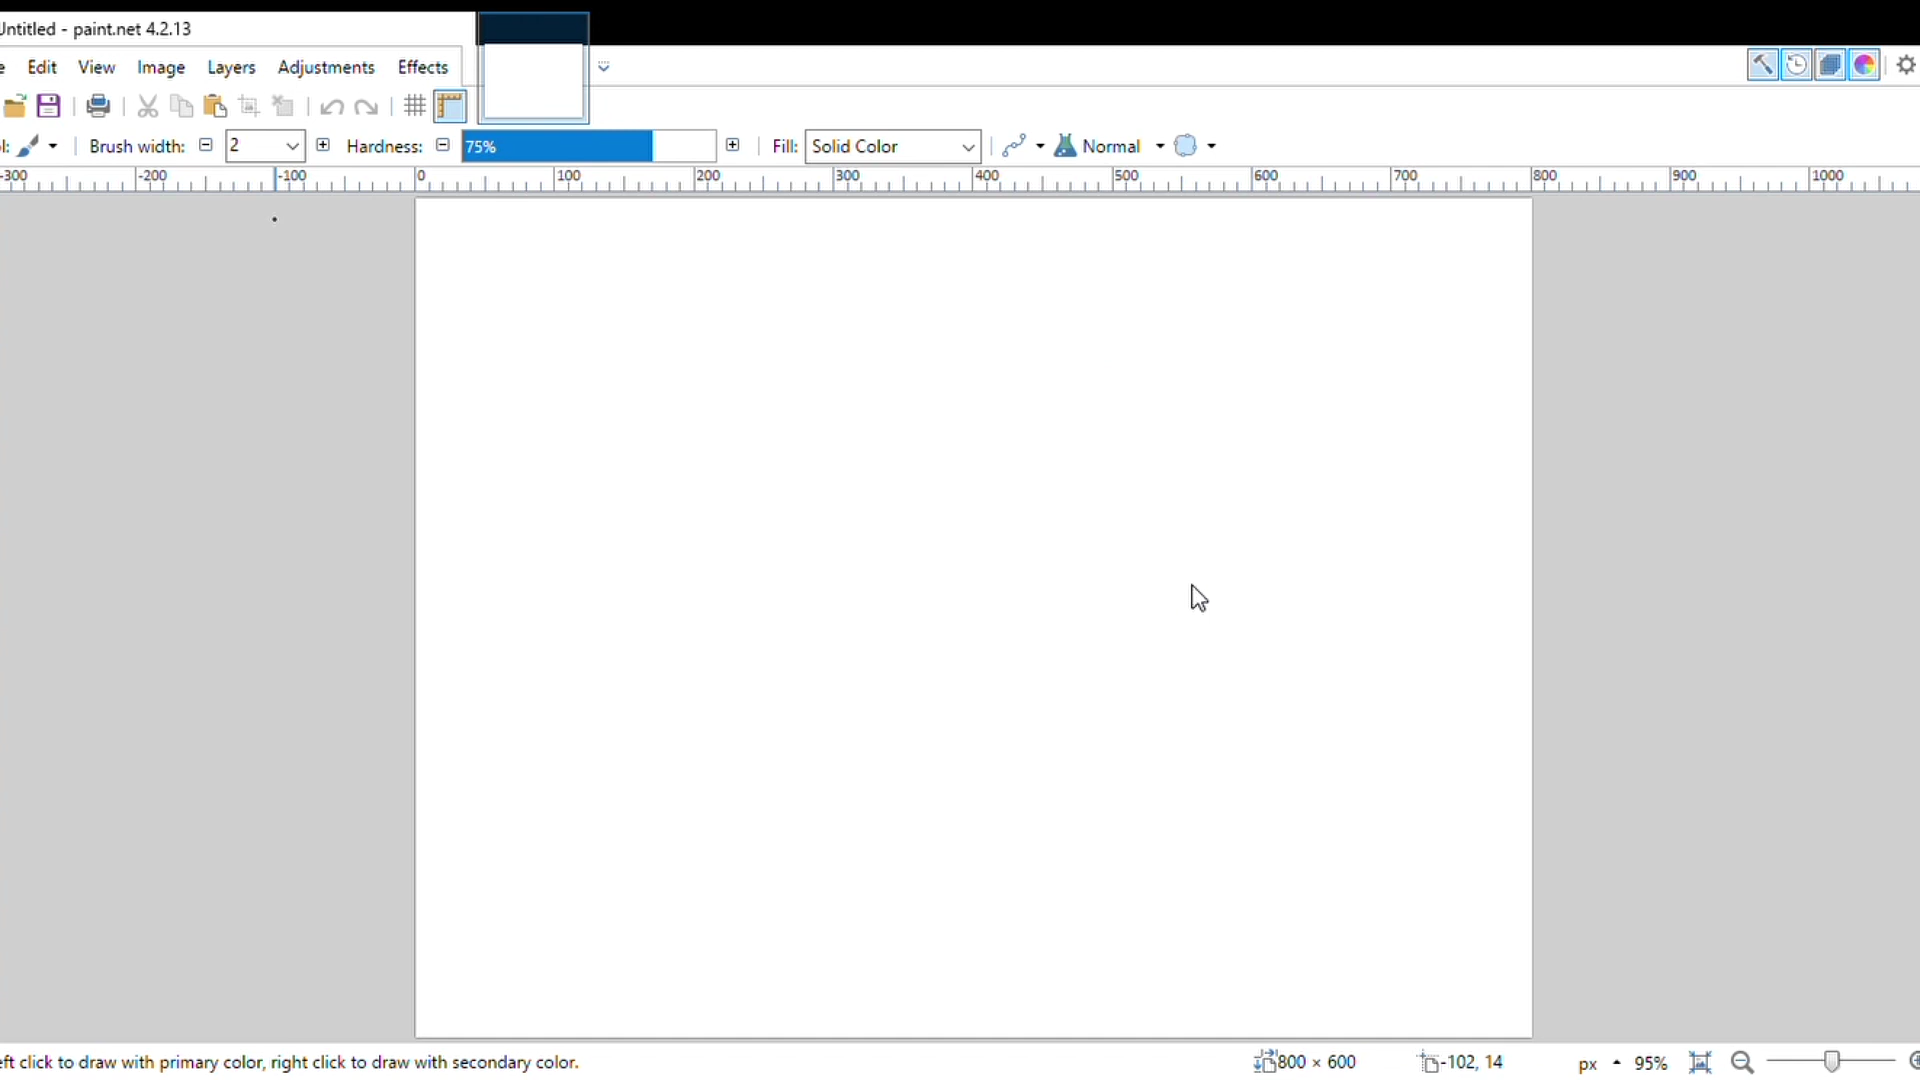 Untitled - paint.net 4.2.13
Edit View Image Layers Adjustments Effects
Brush width: 2 Hardness: 75% Fill: Solid Color Normal
-300 -200 -100 0 100 200 300 400 500 600 700 800 900 1000
eft click to draw with primary color, right click to draw with secondary color. 800 × 600 -102, 14 px 95%